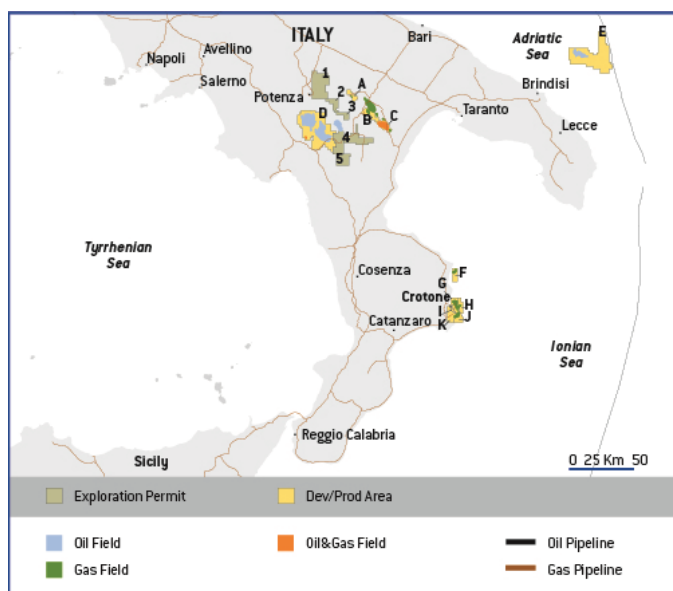 ITALY
Bari
Adriatic
Sea
E
Napoli
Avellino
Salerno
Brindisi
1
Potenza
2
A
3
D
B
C
4
5
Taranto
Lecce
Tyrrhenian
Sea
Cosenza
G
F
Crotone
H
I
J
K
Catanzaro
Ionian
Sea
Reggio Calabria
Sicily
0 25 Km 50
Exploration Permit
Dev/Prod Area
Oil Field
Oil&Gas Field
Oil Pipeline
Gas Field
Gas Pipeline